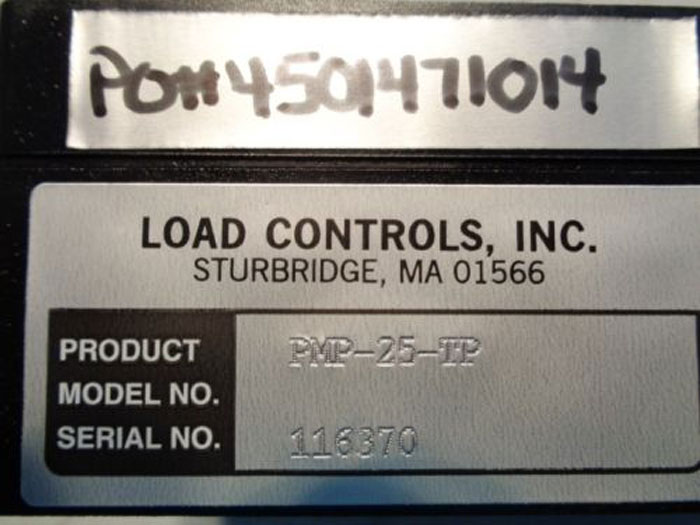 PO#4501471014
LOAD CONTROLS, INC.
STURBRIDGE, MA 01566
PRODUCT PMP-25-TP
MODEL NO.
SERIAL NO. 116370